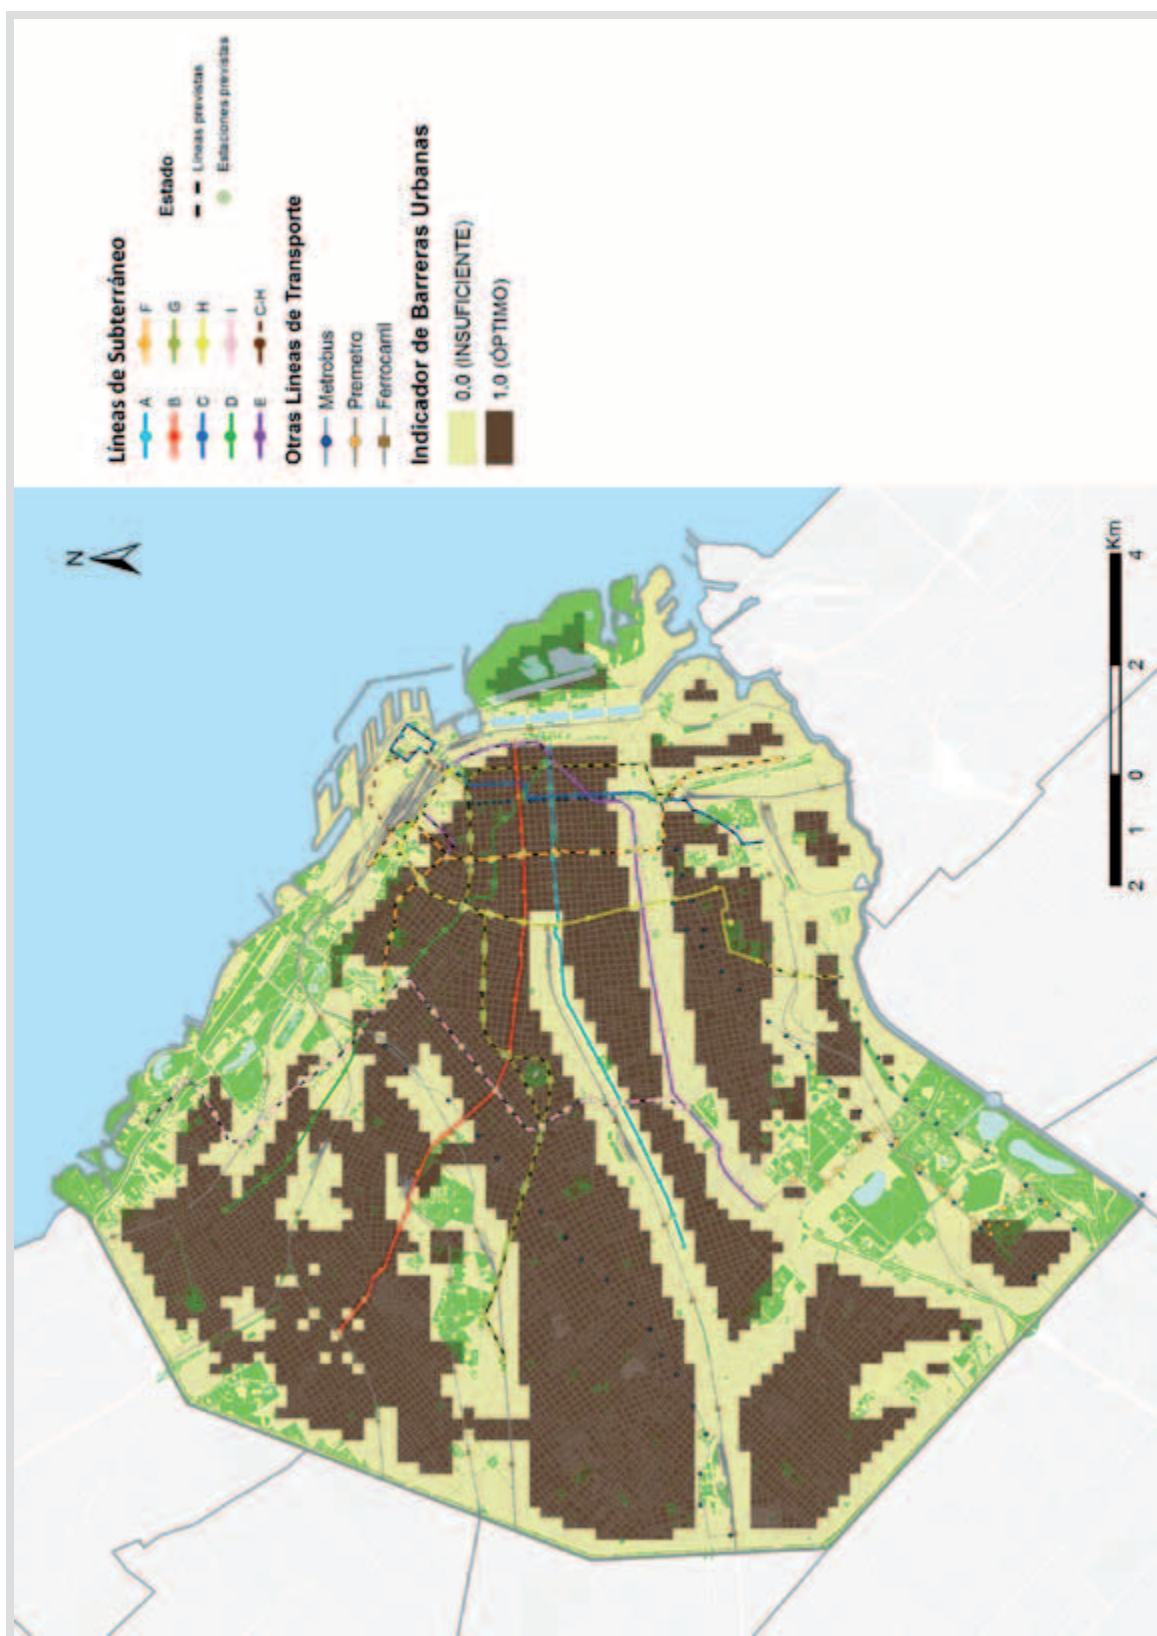 Líneas de Subterráneo
A
B
C
D
E
F
G
H
I
C-H
Estado
Líneas previstas
Estaciones previstas
Otras Líneas de Transporte
Metrobus
Premetro
Ferrocarril
Indicador de Barreras Urbanas
0.0 (INSUFICIENTE)
1.0 (ÓPTIMO)
N
2 1 0 2 4 Km